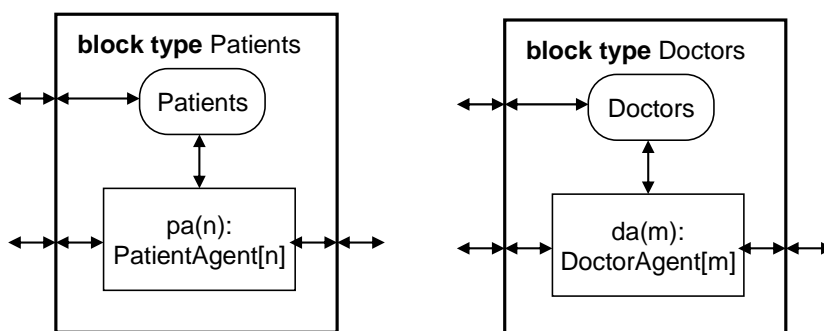 block type Patients
Patients
pa(n):
PatientAgent[n]
block type Doctors
Doctors
da(m):
DoctorAgent[m]